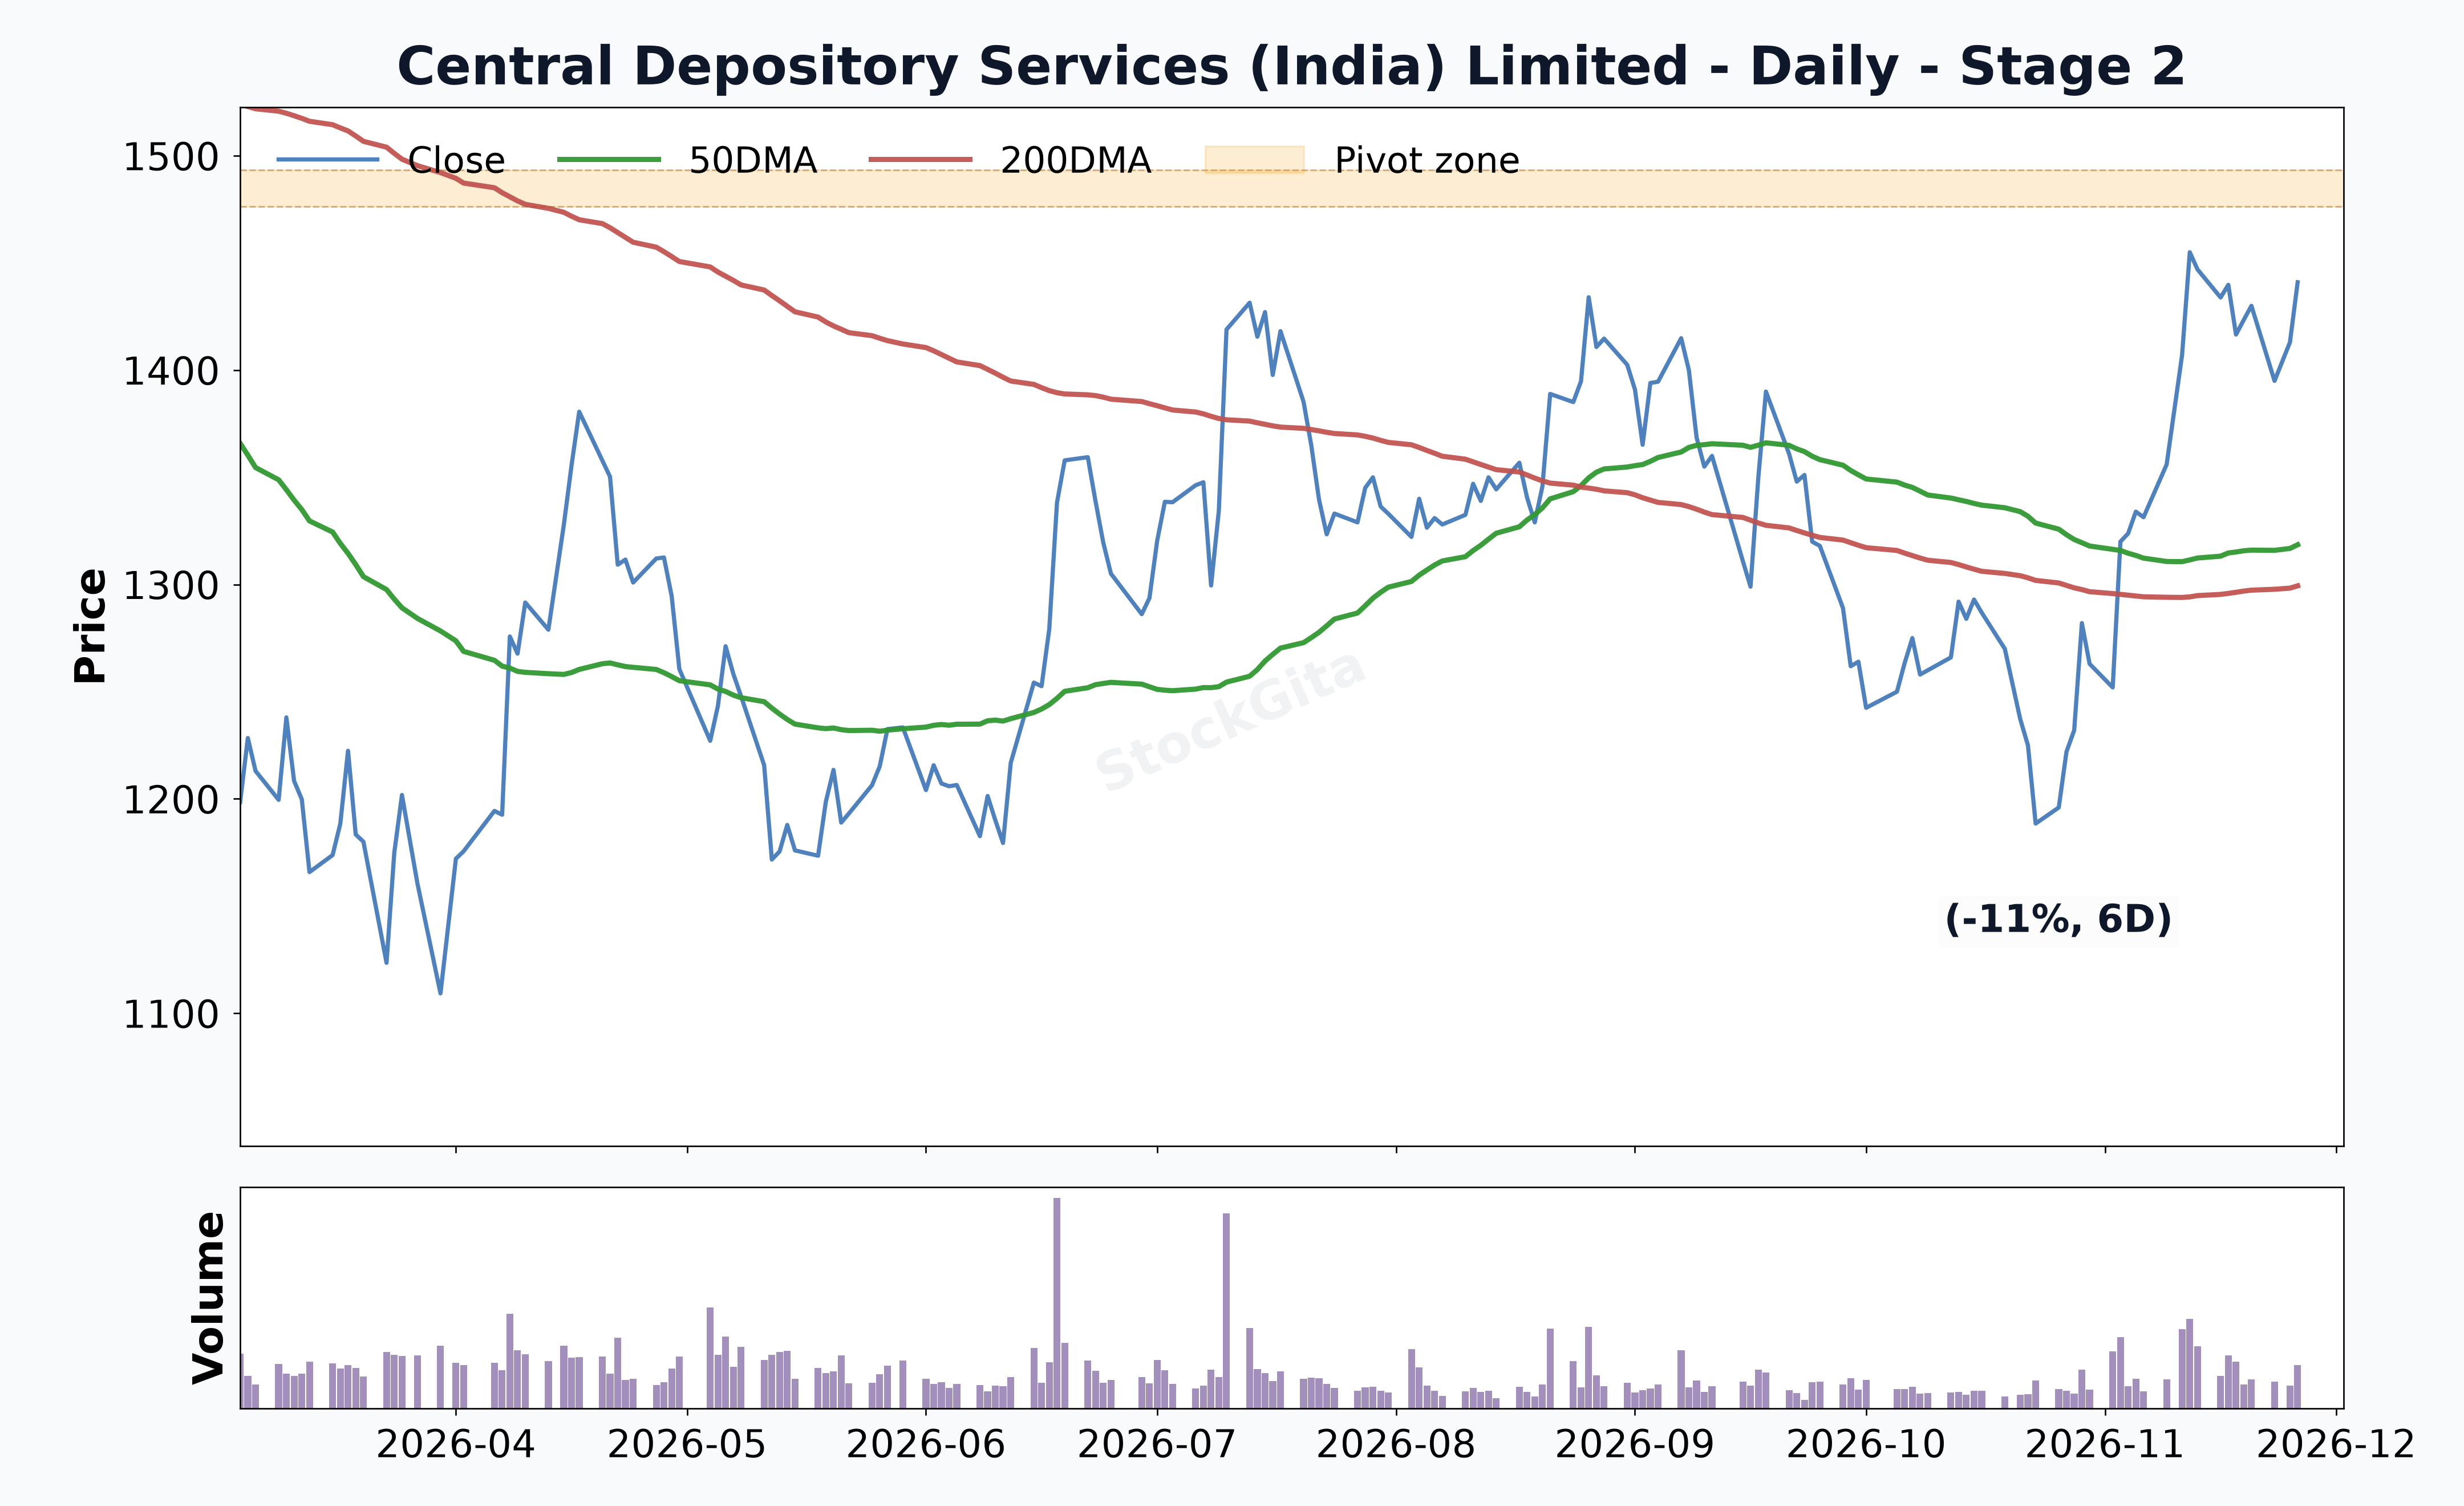 Central Depository Services (India) Limited - Daily - Stage 2
Close 50DMA 200DMA Pivot zone
1500
1400
1300
1200
1100
Price
StockGita
(-11%, 6D)
Volume
2026-04 2026-05 2026-06 2026-07 2026-08 2026-09 2026-10 2026-11 2026-12